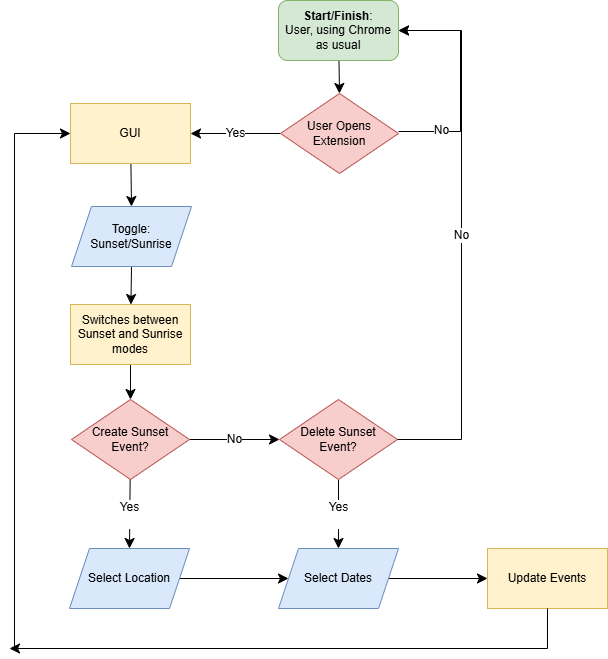 Start/Finish:
User, using Chrome
as usual
User Opens
Extension
Yes
No
GUI
Toggle:
Sunset/Sunrise
No
Switches between
Sunset and Sunrise
modes
Create Sunset
Event?
No
Delete Sunset
Event?
Yes
Yes
Select Location
Select Dates
Update Events